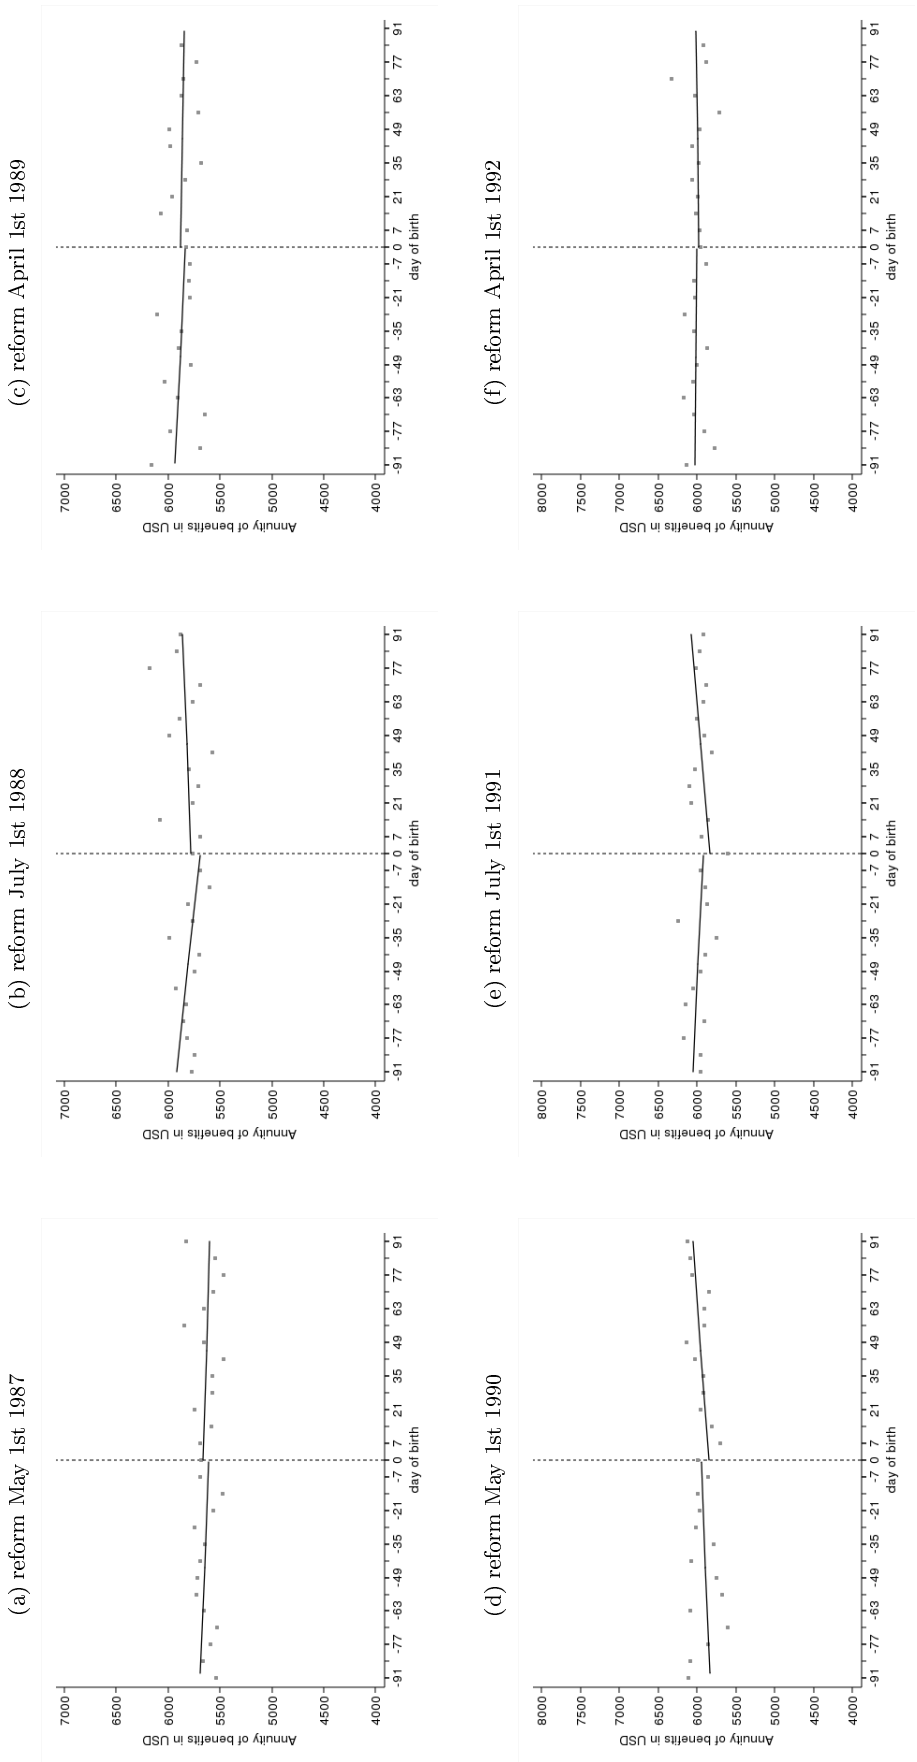 (a) reform May 1st 1987
Annuity of benefits in USD
7000
6500
6000
5500
5000
4500
4000
-91 -77 -63 -49 -35 -21 -7 0 7 21 35 49 63 77 91
day of birth
(b) reform July 1st 1988
Annuity of benefits in USD
7000
6500
6000
5500
5000
4500
4000
-91 -77 -63 -49 -35 -21 -7 0 7 21 35 49 63 77 91
day of birth
(c) reform April 1st 1989
Annuity of benefits in USD
7000
6500
6000
5500
5000
4500
4000
-91 -77 -63 -49 -35 -21 -7 0 7 21 35 49 63 77 91
day of birth
(d) reform May 1st 1990
Annuity of benefits in USD
8000
7500
7000
6500
6000
5500
5000
4500
4000
-91 -77 -63 -49 -35 -21 -7 0 7 21 35 49 63 77 91
day of birth
(e) reform July 1st 1991
Annuity of benefits in USD
8000
7500
7000
6500
6000
5500
5000
4500
4000
-91 -77 -63 -49 -35 -21 -7 0 7 21 35 49 63 77 91
day of birth
(f) reform April 1st 1992
Annuity of benefits in USD
8000
7500
7000
6500
6000
5500
5000
4500
4000
-91 -77 -63 -49 -35 -21 -7 0 7 21 35 49 63 77 91
day of birth